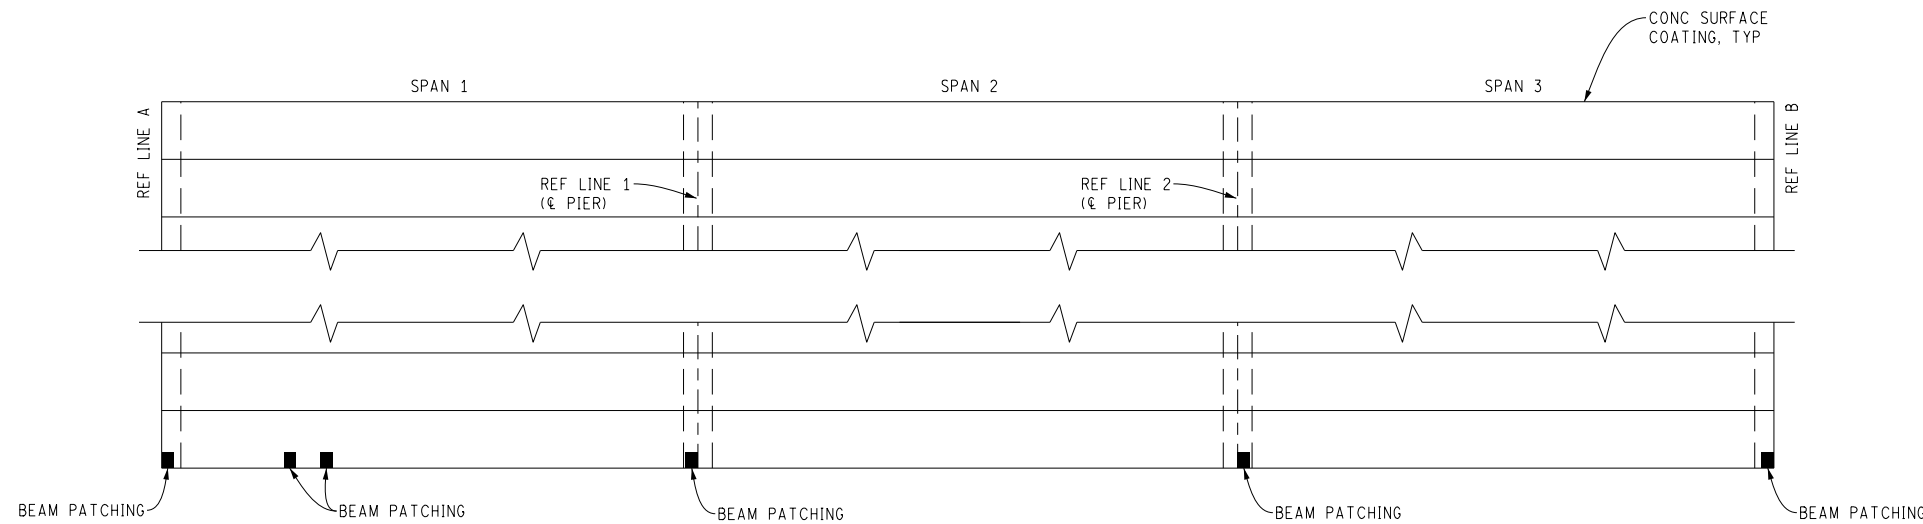 CONC SURFACE
COATING, TYP
SPAN 1
SPAN 2
SPAN 3
REF LINE A
REF LINE B
REF LINE 1
(℄ PIER)
REF LINE 2
(℄ PIER)
BEAM PATCHING
BEAM PATCHING
BEAM PATCHING
BEAM PATCHING
BEAM PATCHING